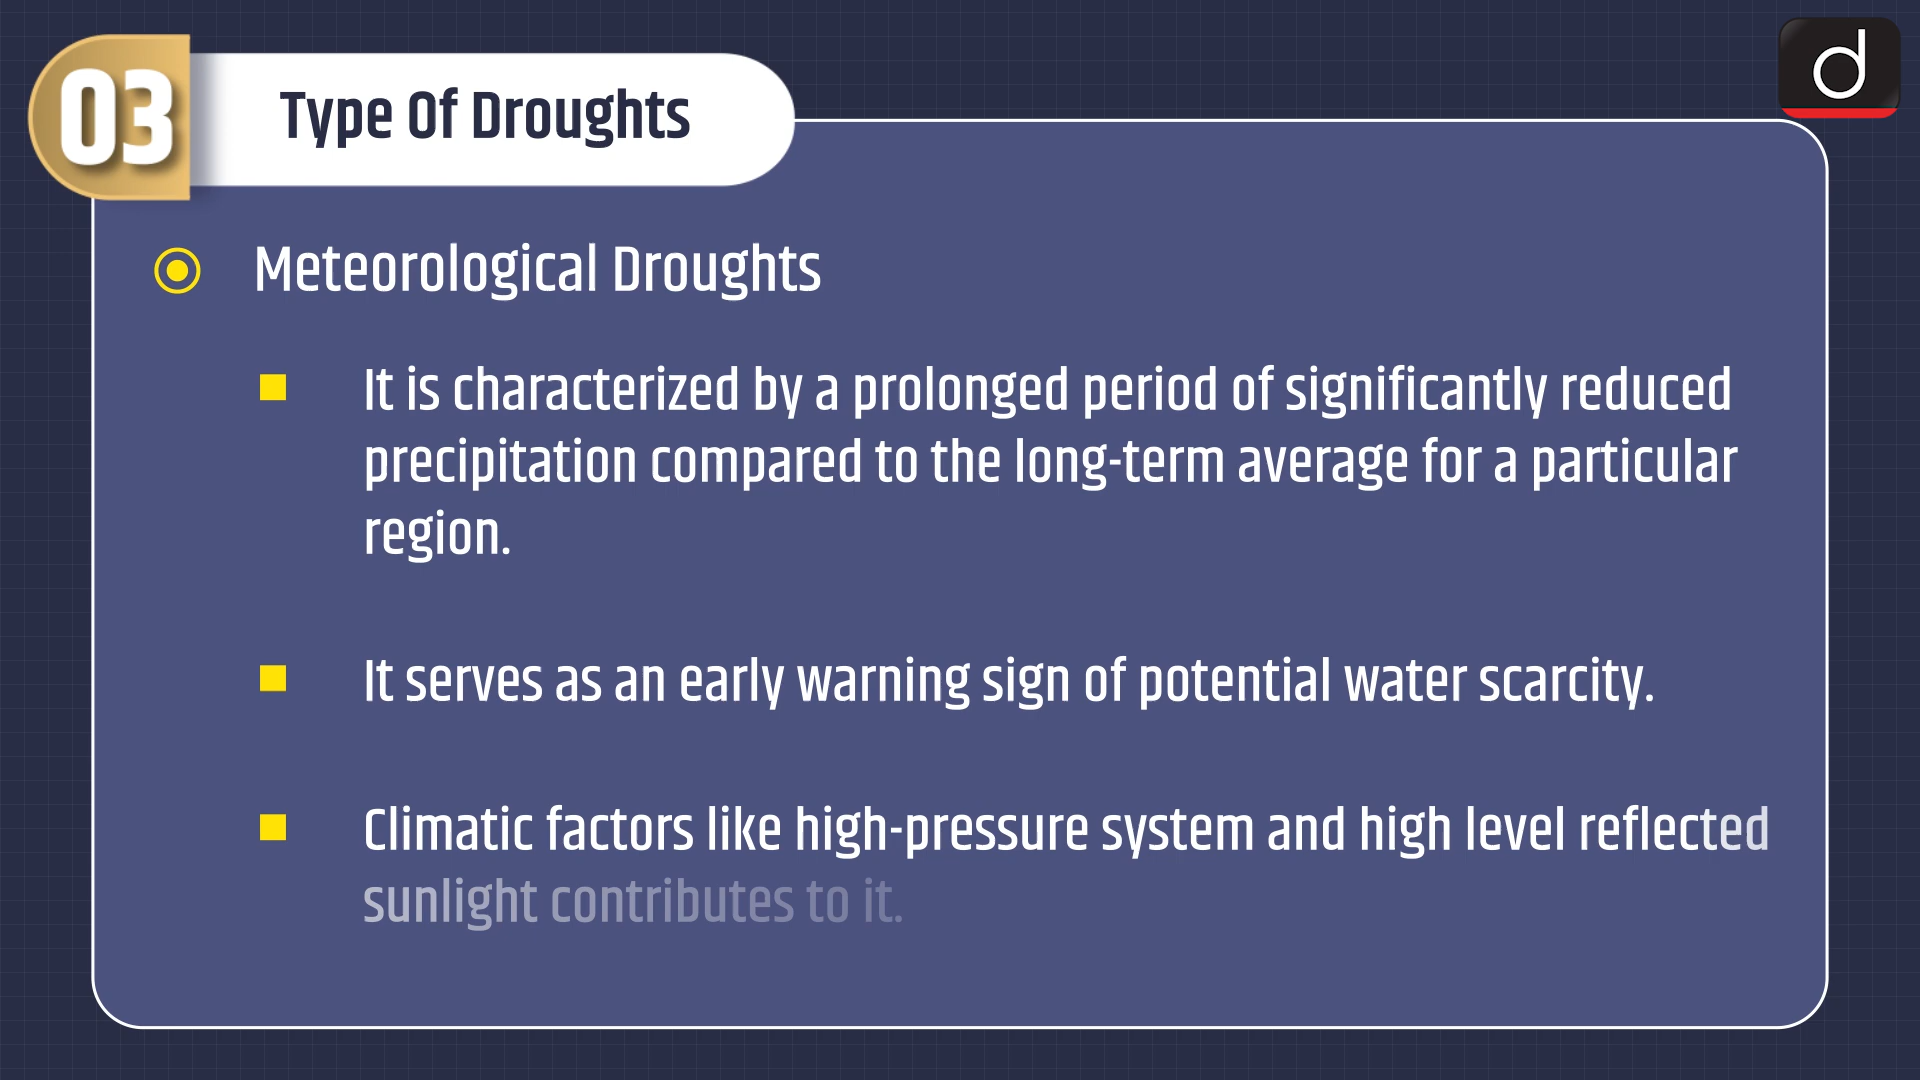 03
Type Of Droughts
d
Meteorological Droughts
It is characterized by a prolonged period of significantly reduced
precipitation compared to the long-term average for a particular
region.
It serves as an early warning sign of potential water scarcity.
Climatic factors like high-pressure system and high level reflected
sunlight contributes to it.